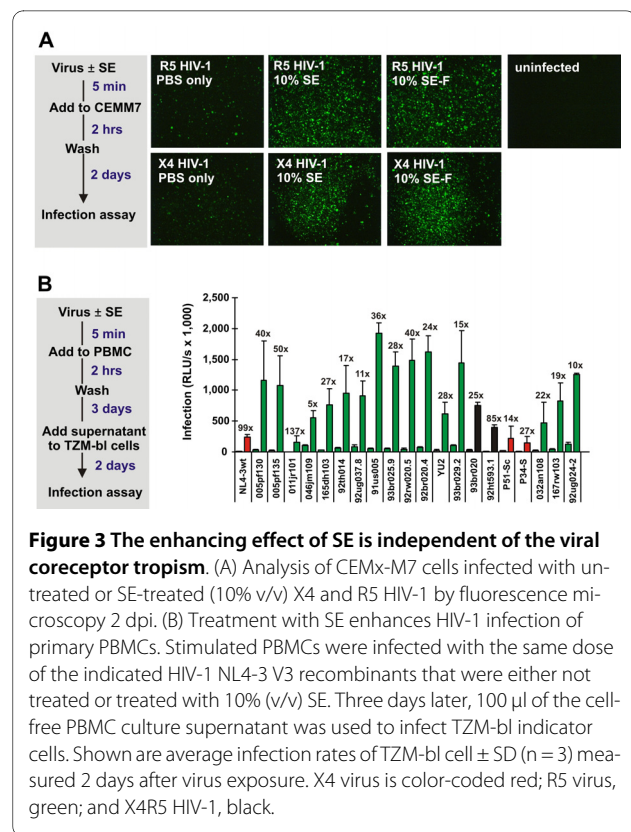 A
Virus ± SE
5 min
Add to CEMM7
2 hrs
Wash
2 days
Infection assay
R5 HIV-1
PBS only
R5 HIV-1
10% SE
R5 HIV-1
10% SE-F
uninfected
X4 HIV-1
PBS only
X4 HIV-1
10% SE
X4 HIV-1
10% SE-F
B
Virus ± SE
5 min
Add to PBMC
2 hrs
Wash
3 days
Add supernatant
to TZM-bl cells
2 days
Infection assay
Infection (RLU/s x 1,000)
2,500
2,000
1,500
1,000
500
0
99x
40x
50x
137x
5x
27x
17x
11x
36x
28x
40x
24x
28x
15x
25x
85x
14x
27x
22x
19x
10x
NL4-3wt
005pf130
005pf135
011jr101
046jm109
165dh103
92th014
92ug037.8
91us005
93br025.9
92rw020.5
92br020.4
YU2
93br029.2
93br020
92ht593.1
P51-Sc
P34-S
032an108
167rw103
92ug024-2
Figure 3 The enhancing effect of SE is independent of the viral
coreceptor tropism. (A) Analysis of CEMx-M7 cells infected with un-
treated or SE-treated (10% v/v) X4 and R5 HIV-1 by fluorescence mi-
croscopy 2 dpi. (B) Treatment with SE enhances HIV-1 infection of
primary PBMCs. Stimulated PBMCs were infected with the same dose
of the indicated HIV-1 NL4-3 V3 recombinants that were either not
treated or treated with 10% (v/v) SE. Three days later, 100 μl of the cell-
free PBMC culture supernatant was used to infect TZM-bl indicator
cells. Shown are average infection rates of TZM-bl cell ± SD (n = 3) mea-
sured 2 days after virus exposure. X4 virus is color-coded red; R5 virus,
green; and X4R5 HIV-1, black.